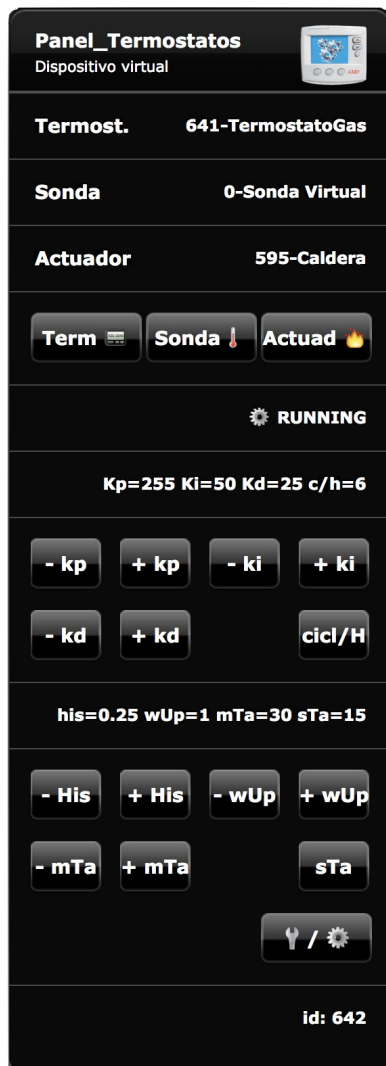 Panel_Termostatos
Dispositivo virtual
Termost. 641-TermostatoGas
Sonda 0-Sonda Virtual
Actuador 595-Caldera
Term Sonda Actuad
RUNNING
Kp=255 Ki=50 Kd=25 c/h=6
- kp + kp - ki + ki
- kd + kd cicl/H
his=0.25 wUp=1 mTa=30 sTa=15
- His + His - wUp + wUp
- mTa + mTa sTa
/
id: 642